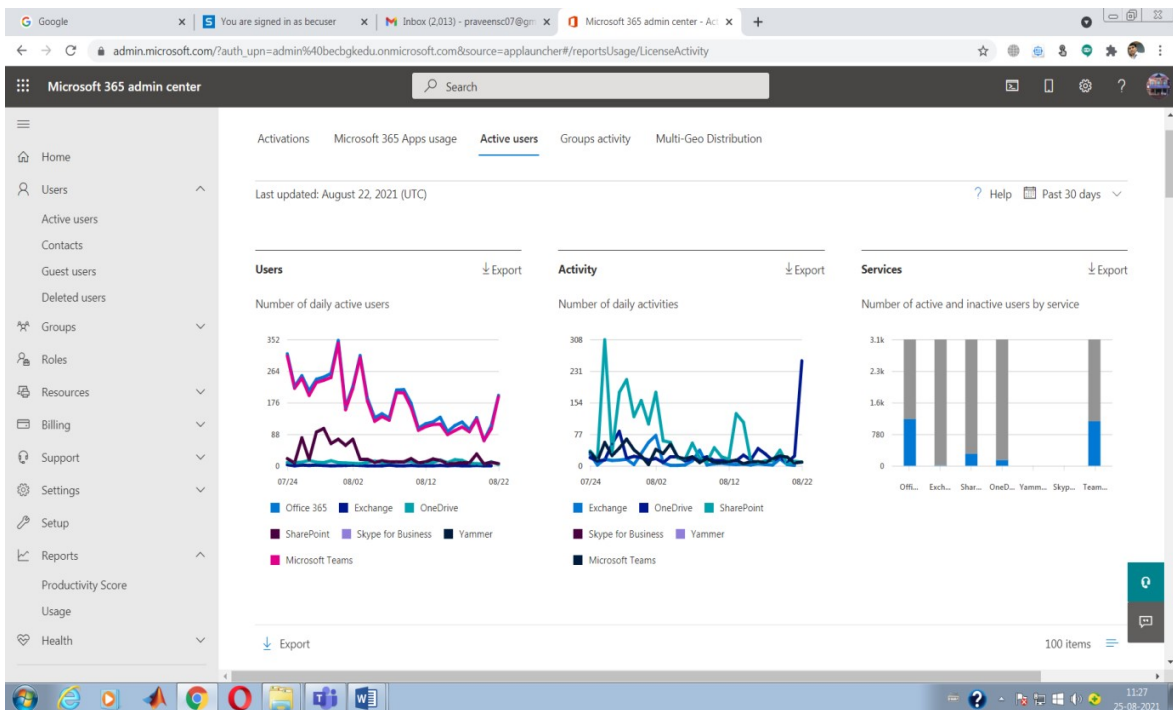 Google
You are signed in as becuser
Inbox (2,013) - praveensc07@gm
Microsoft 365 admin center - Act
admin.microsoft.com/?auth_upn=admin%40becbgkedu.onmicrosoft.com&source=applauncher#/reportsUsage/LicenseActivity
Microsoft 365 admin center
Search
Home
Users
Active users
Contacts
Guest users
Deleted users
Groups
Roles
Resources
Billing
Support
Settings
Setup
Reports
Productivity Score
Usage
Health
Activations Microsoft 365 Apps usage Active users Groups activity Multi-Geo Distribution
Last updated: August 22, 2021 (UTC)
? Help Past 30 days
Users Export
Number of daily active users
352
264
176
88
0
07/24 08/02 08/12 08/22
Office 365 Exchange OneDrive
SharePoint Skype for Business Yammer
Microsoft Teams
Activity Export
Number of daily activities
308
231
154
77
0
07/24 08/02 08/12 08/22
Exchange OneDrive SharePoint
Skype for Business Yammer
Microsoft Teams
Services Export
Number of active and inactive users by service
3.1k
2.3k
1.6k
780
0
Offi... Exch... Shar... OneD... Yamm... Skyp... Team...
Export 100 items
11:27
25-08-2021